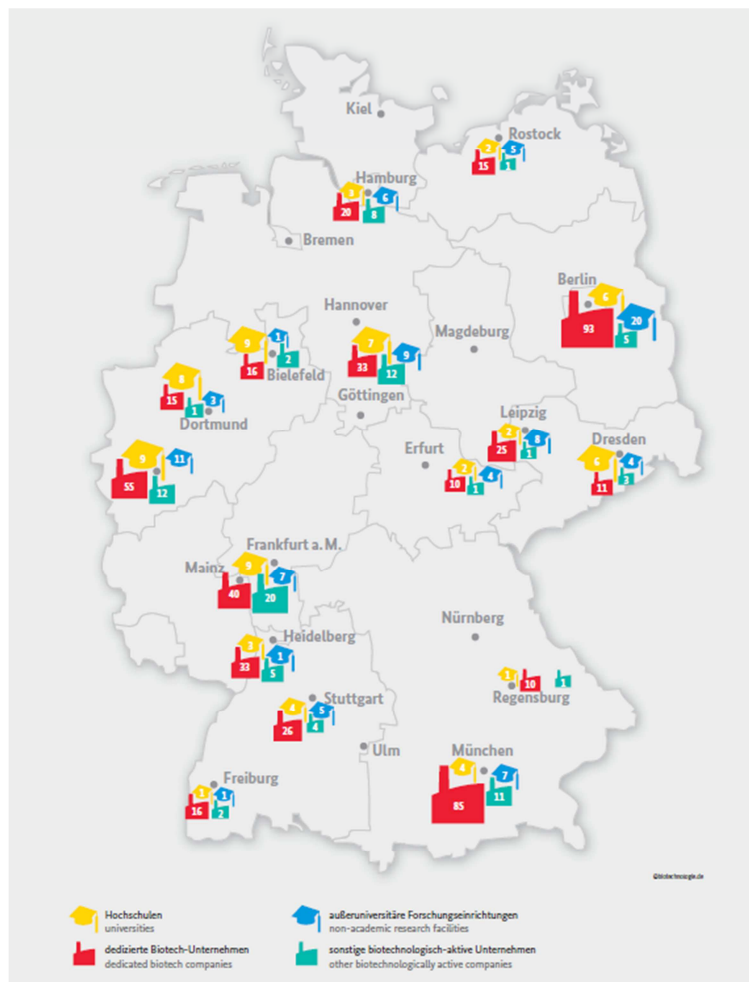 Kiel
Rostock
2 5
15 1
Hamburg
3 6
20 8
Bremen
Berlin
6
93 20
5
Hannover
Magdeburg
9 1
16 2
Bielefeld
7 9
33 12
8
15 1 3
Dortmund
Göttingen
Leipzig
2 8
25 1
Dresden
6 4
11 3
Erfurt
2 4
10 1
9 11
55 12
Frankfurt a. M.
Mainz
9 7
40 20
Nürnberg
Heidelberg
3 1
33 5
1 10 1
Regensburg
Stuttgart
4 5
26 4
Ulm
München
4 7
85 11
Freiburg
1 1
16 2
©biotechnologie.de
Hochschulen
universities
außeruniversitäre Forschungseinrichtungen
non-academic research facilities
dedizierte Biotech-Unternehmen
dedicated biotech companies
sonstige biotechnologisch-aktive Unternehmen
other biotechnologically active companies